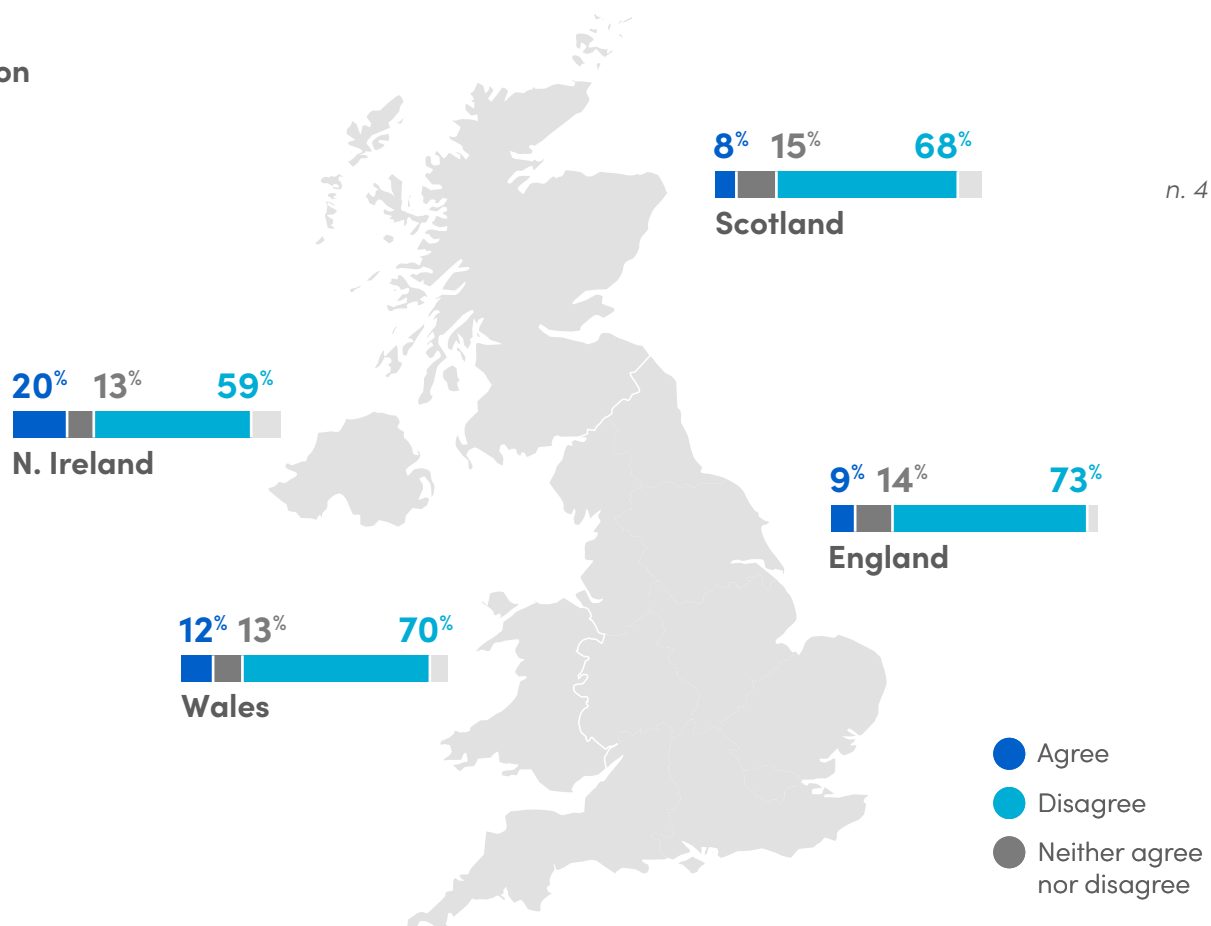 on
8% 15% 68%
Scotland
n. 4
20% 13% 59%
N. Ireland
9% 14% 73%
England
12% 13% 70%
Wales
Agree
Disagree
Neither agree
nor disagree